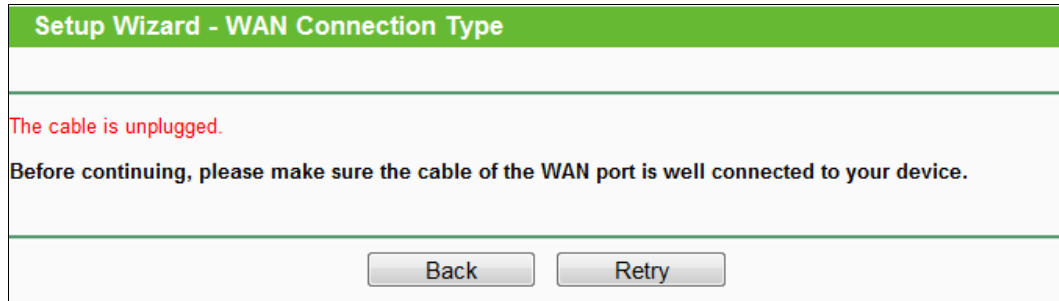 Setup Wizard - WAN Connection Type
The cable is unplugged.
Before continuing, please make sure the cable of the WAN port is well connected to your device.
Back Retry